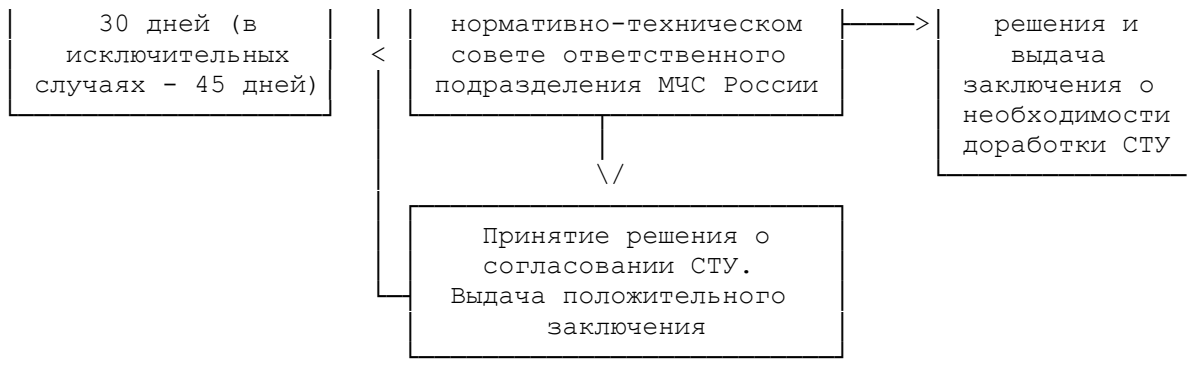 30 дней (в
исключительных
случаях - 45 дней)
нормативно-техническом
совете ответственного
подразделения МЧС России
решения и
выдача
заключения о
необходимости
доработки СТУ
Принятие решения о
согласовании СТУ.
Выдача положительного
заключения